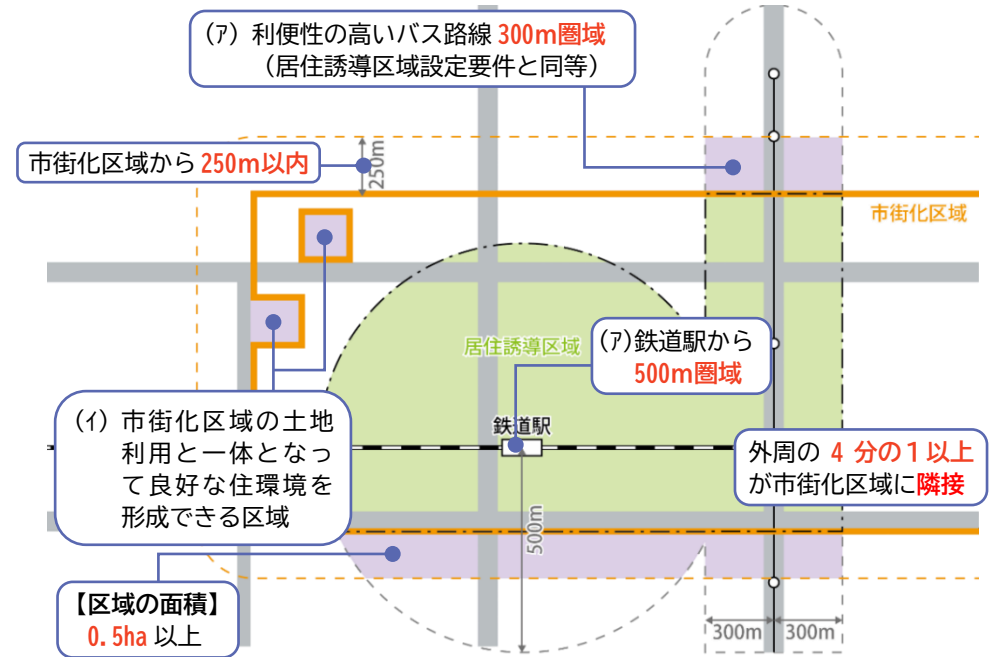 (ｱ) 利便性の高いバス路線 300m圏域
（居住誘導区域設定要件と同等）
市街化区域から 250m以内
250m
市街化区域
居住誘導区域
(ｱ)鉄道駅から
500m圏域
鉄道駅
(ｲ) 市街化区域の土地
利用と一体となっ
て良好な住環境を
形成できる区域
外周の 4 分の１以上
が市街化区域に隣接
500m
【区域の面積】
0.5ha 以上
300m
300m